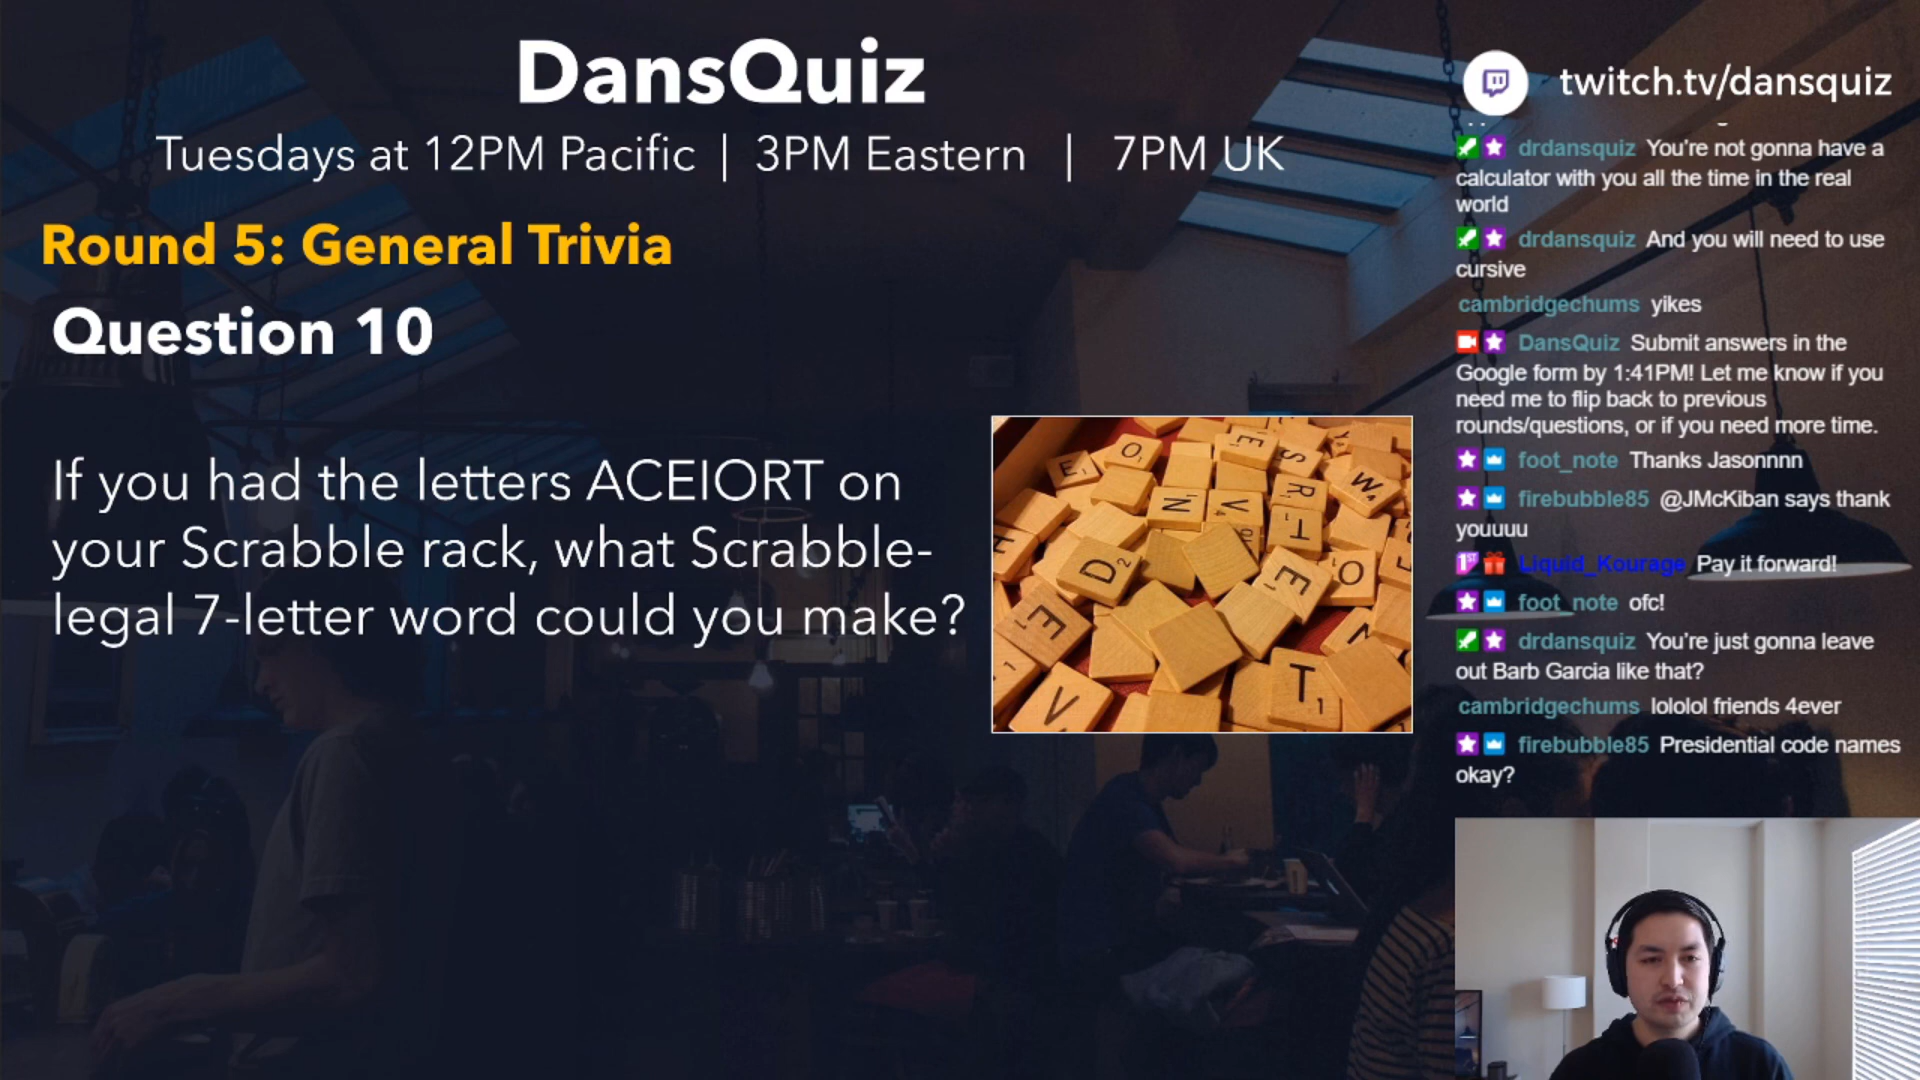 DansQuiz
Tuesdays at 12PM Pacific | 3PM Eastern | 7PM UK
Round 5: General Trivia
Question 10
If you had the letters ACEIORT on
your Scrabble rack, what Scrabble-
legal 7-letter word could you make?
E
O
E
S
W4
N
V4
R
T
D2
E
O
E
T1
V
twitch.tv/dansquiz
drdansquiz You're not gonna have a
calculator with you all the time in the real
world
drdansquiz And you will need to use
cursive
cambridgechums yikes
DansQuiz Submit answers in the
Google form by 1:41PM! Let me know if you
need me to flip back to previous
rounds/questions, or if you need more time.
foot_note Thanks Jasonnnn
firebubble85 @JMcKiban says thank
youuuu
1ST Liquid_Kourage Pay it forward!
foot_note ofc!
drdansquiz You're just gonna leave
out Barb Garcia like that?
cambridgechums lololol friends 4ever
firebubble85 Presidential code names
okay?